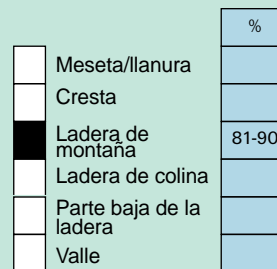 %
Meseta/llanura
Cresta
Ladera de
montaña
81-90
Ladera de colina
Parte baja de la
ladera
Valle